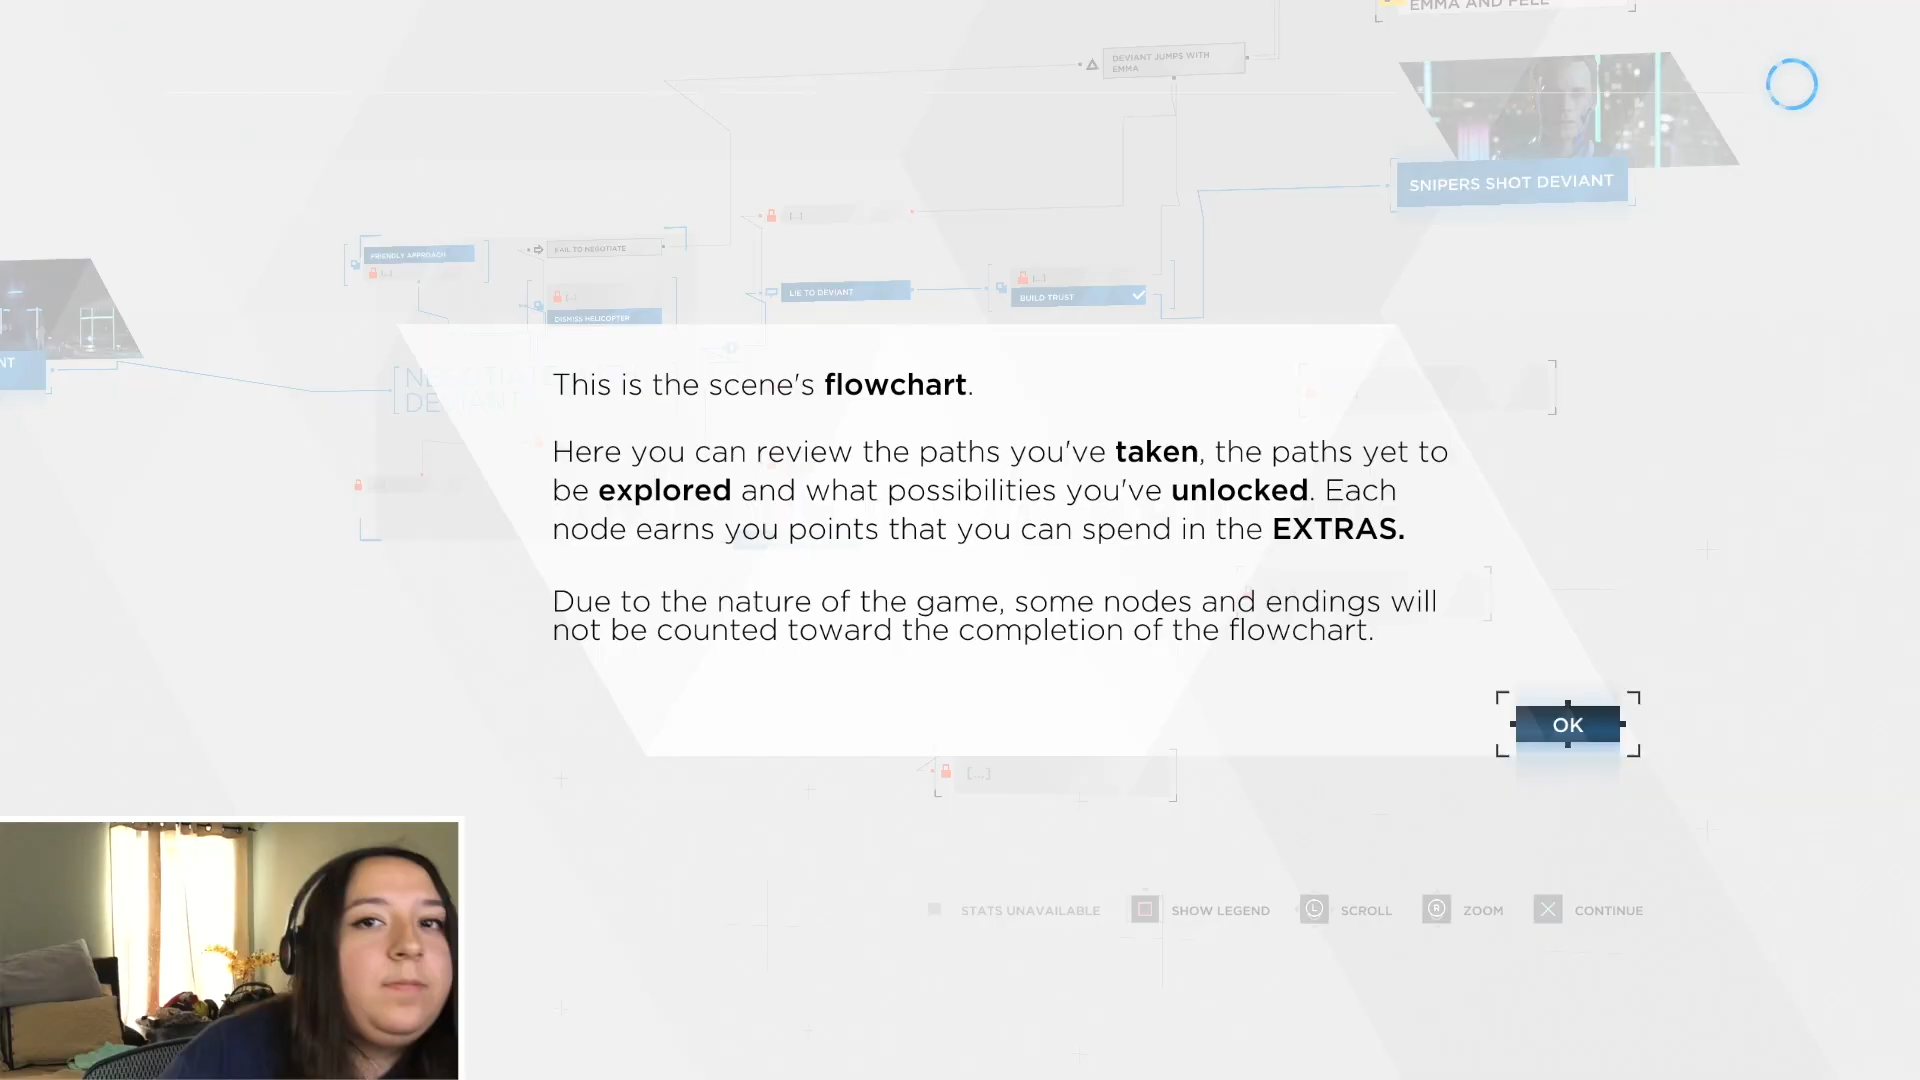 EMMA AND FELL
DEVIANT JUMPS WITH
EMMA
SNIPERS SHOT DEVIANT
[...]
FRIENDLY APPROACH
[...]
FAIL TO NEGOTIATE
[...]
DISMISS HELICOPTER
LIE TO DEVIANT
[...]
BUILD TRUST
NT
NEGOTIATE
DEVIANT
This is the scene's flowchart.
Here you can review the paths you've taken, the paths yet to
be explored and what possibilities you've unlocked. Each
node earns you points that you can spend in the EXTRAS.
Due to the nature of the game, some nodes and endings will
not be counted toward the completion of the flowchart.
OK
[...]
STATS UNAVAILABLE
SHOW LEGEND
L
SCROLL
R
ZOOM
CONTINUE